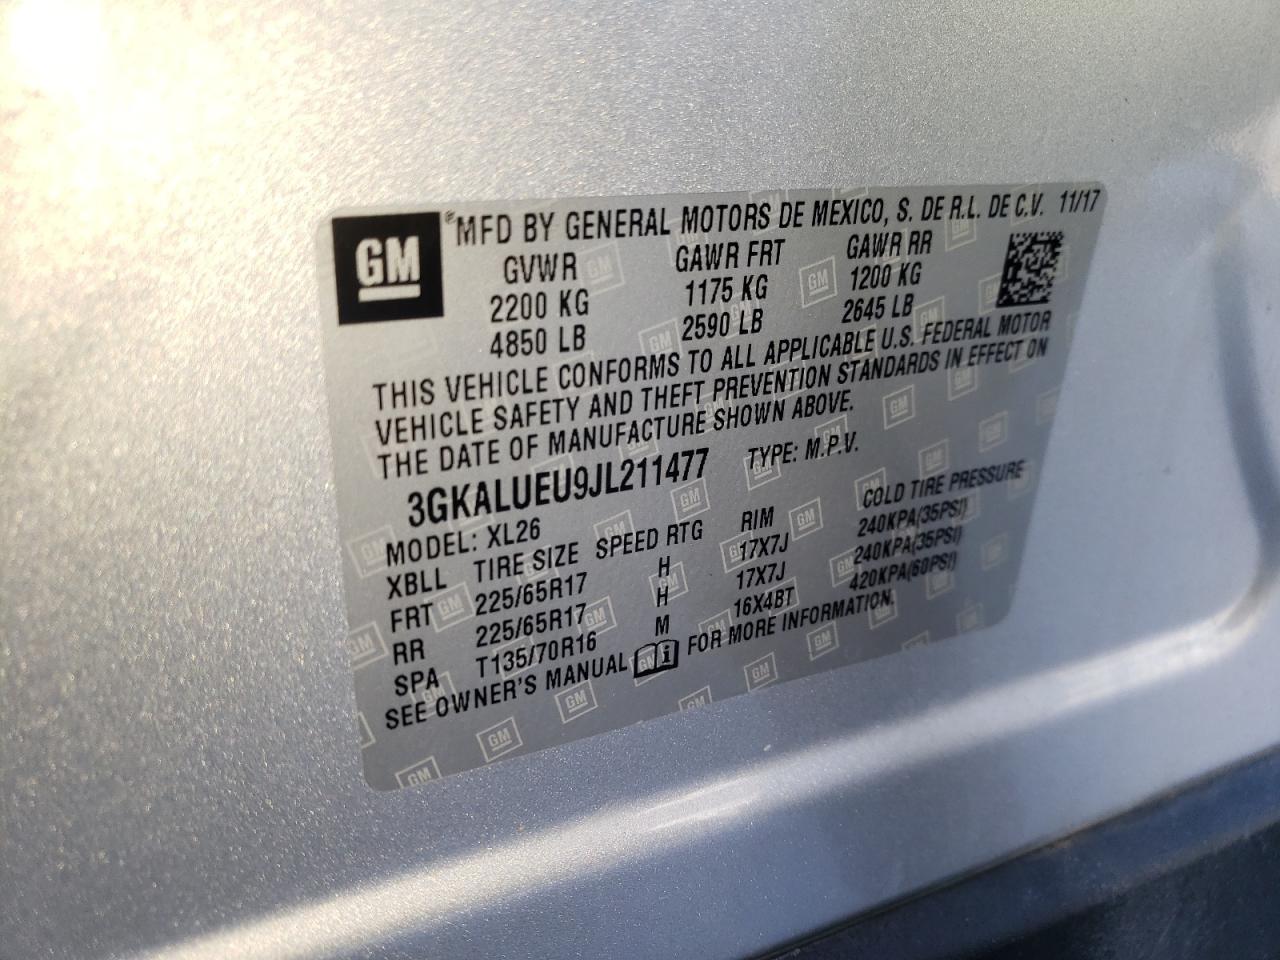 GM ®MFD BY GENERAL MOTORS DE MEXICO, S. DE R.L. DE C.V. 11/17
GVWR GAWR FRT GAWR RR
2200 KG 1175 KG 1200 KG
4850 LB 2590 LB 2645 LB
THIS VEHICLE CONFORMS TO ALL APPLICABLE U.S. FEDERAL MOTOR
VEHICLE SAFETY AND THEFT PREVENTION STANDARDS IN EFFECT ON
THE DATE OF MANUFACTURE SHOWN ABOVE.
3GKALUEU9JL211477 TYPE: M.P.V.
MODEL: XL26
XBLL TIRE SIZE SPEED RTG RIM COLD TIRE PRESSURE
FRT 225/65R17 H 17X7J 240KPA(35PSI)
RR 225/65R17 H 17X7J 240KPA(35PSI)
SPA T135/70R16 M 16X4BT 420KPA(60PSI)
SEE OWNER'S MANUAL i FOR MORE INFORMATION.